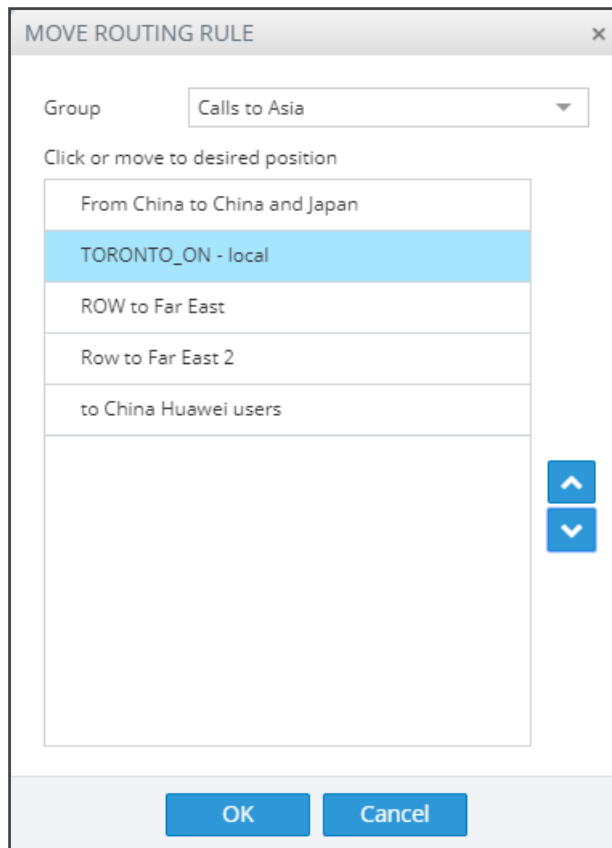 MOVE ROUTING RULE
Group
Calls to Asia
Click or move to desired position
From China to China and Japan
TORONTO_ON - local
ROW to Far East
Row to Far East 2
to China Huawei users
OK
Cancel